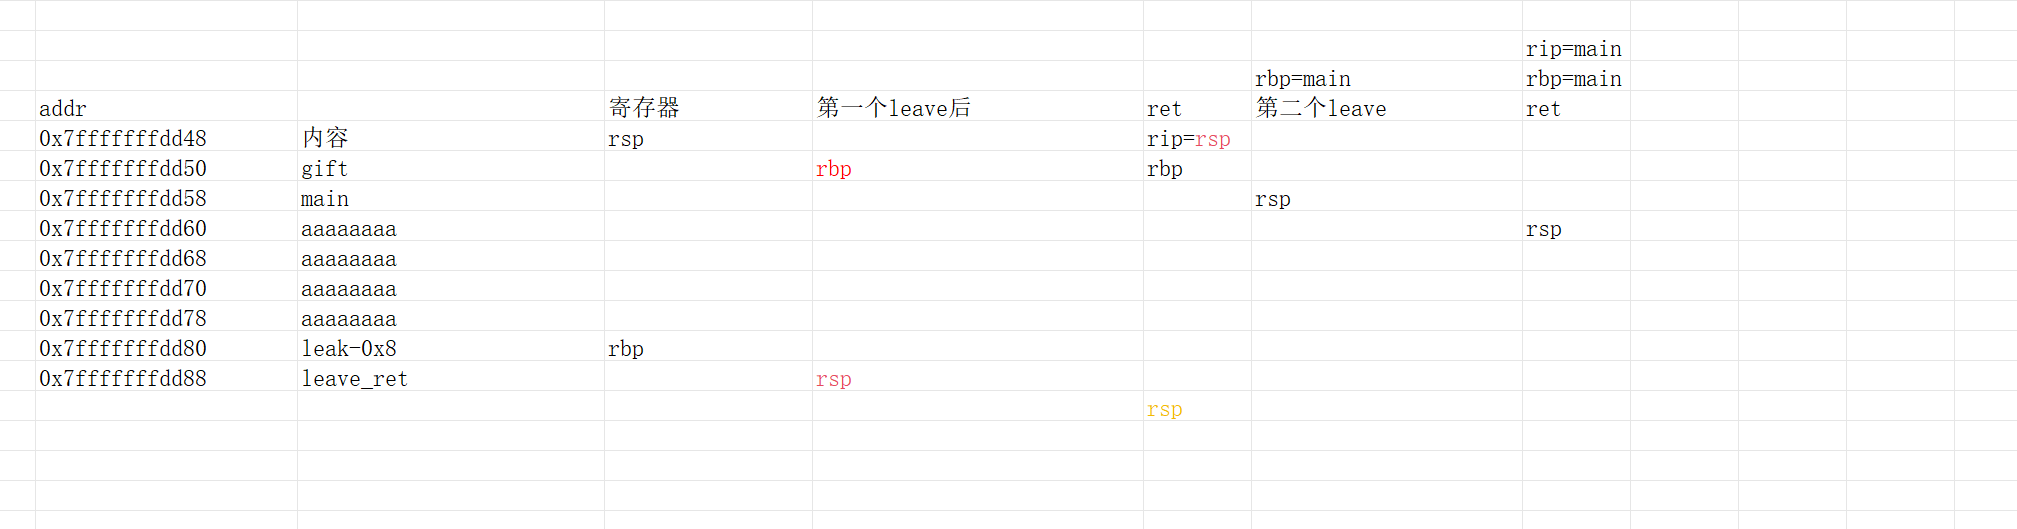 rip=main
rbp=main rbp=main
addr 寄存器 第一个leave后 ret 第二个leave ret
0x7fffffffdd48 内容 rsp rip=rsp
0x7fffffffdd50 gift rbp rbp
0x7fffffffdd58 main rsp
0x7fffffffdd60 aaaaaaaa rsp
0x7fffffffdd68 aaaaaaaa
0x7fffffffdd70 aaaaaaaa
0x7fffffffdd78 aaaaaaaa
0x7fffffffdd80 leak-0x8 rbp
0x7fffffffdd88 leave_ret rsp
rsp